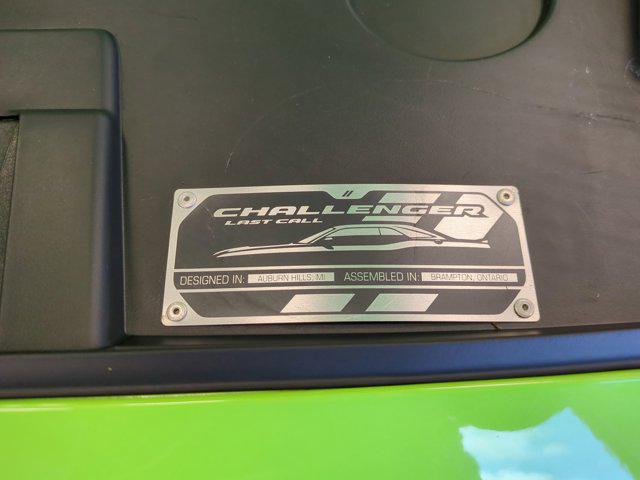 CHALLENGER
LAST CALL
DESIGNED IN: AUBURN HILLS, MI ASSEMBLED IN: BRAMPTON, ONTARIO